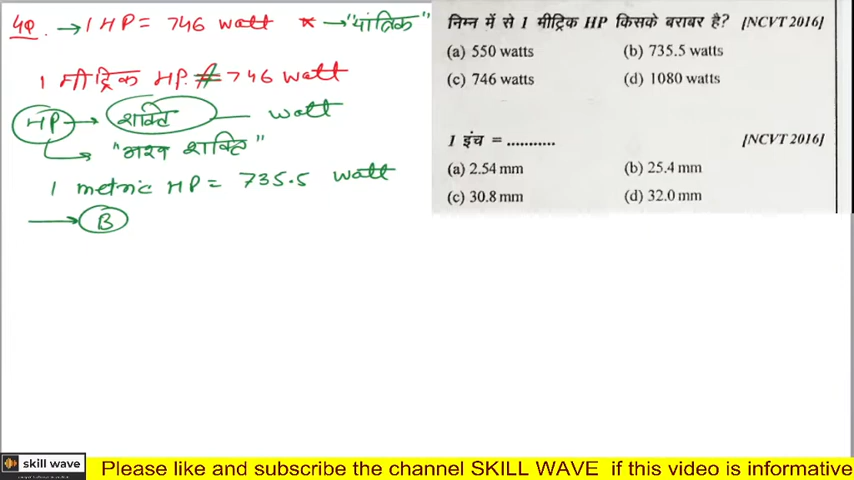 48. → 1 HP = 746 watt * → "यांत्रिक"
1 मीट्रिक HP. ≠ 746 watt
HP → शक्ति — watt
→ "अश्व शक्ति"
1 metric HP = 735.5 watt
→ B
निम्न में से 1 मीट्रिक HP किसके बराबर है? [NCVT 2016]
(a) 550 watts (b) 735.5 watts
(c) 746 watts (d) 1080 watts
1 इंच = ........... [NCVT 2016]
(a) 2.54 mm (b) 25.4 mm
(c) 30.8 mm (d) 32.0 mm
skill wave
Please like and subscribe the channel SKILL WAVE if this video is informative